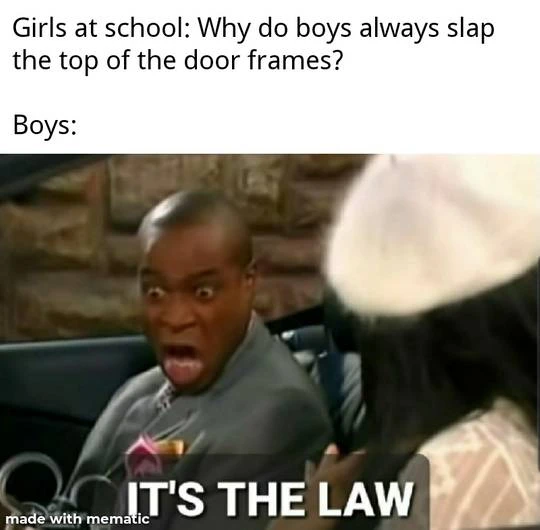 Girls at school: Why do boys always slap
the top of the door frames?
Boys:
IT'S THE LAW
made with mematic